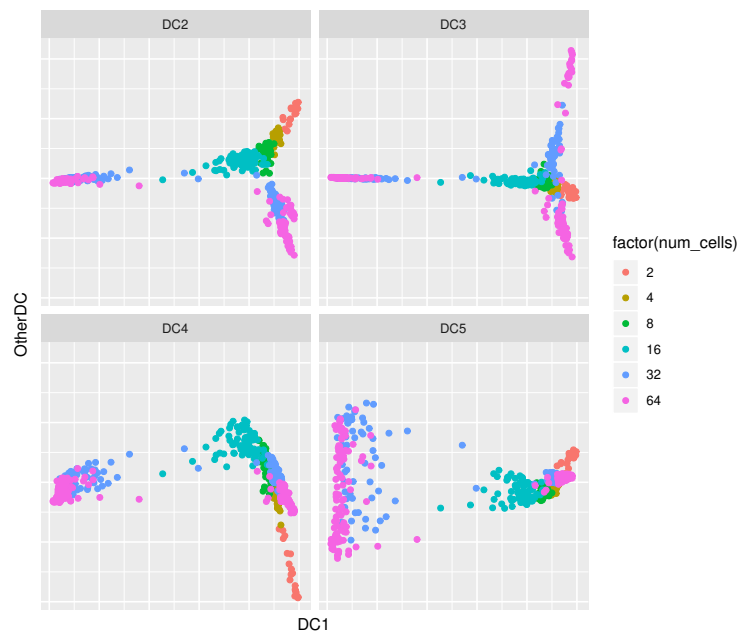 DC2
DC3
DC4
DC5
OtherDC
DC1
factor(num_cells)
2
4
8
16
32
64